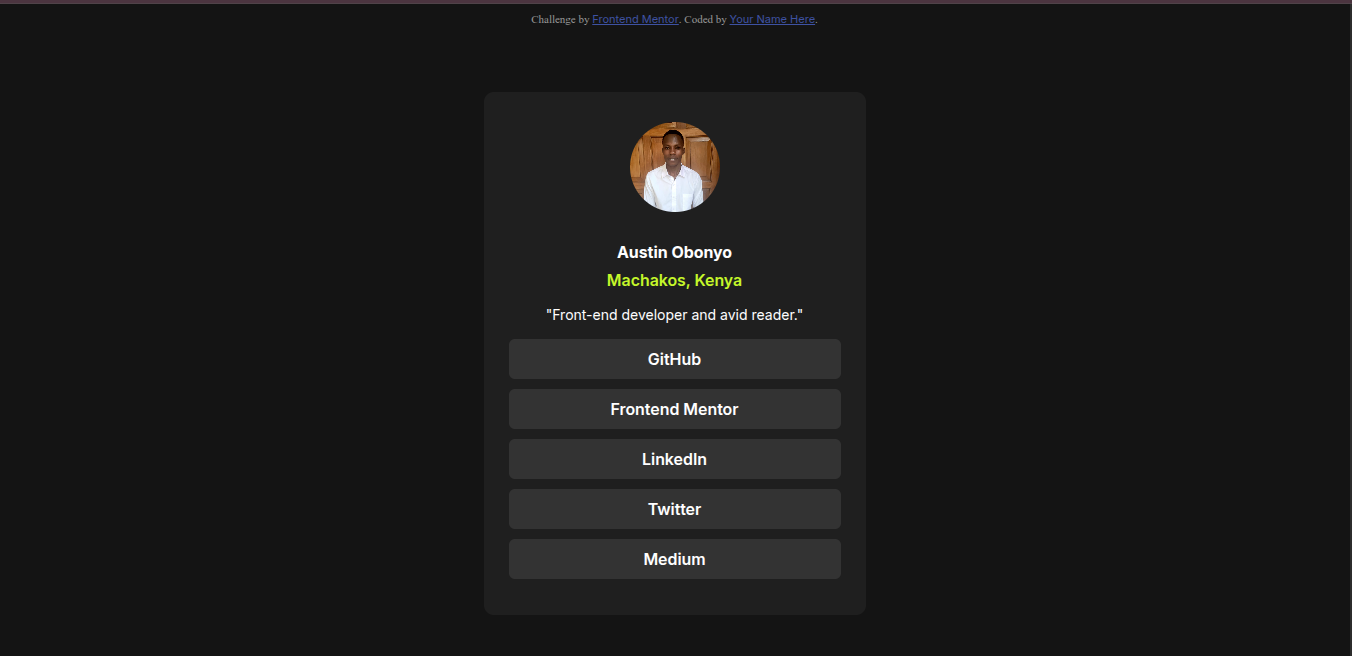 Challenge by Frontend Mentor. Coded by Your Name Here.
Austin Obonyo
Machakos, Kenya
"Front-end developer and avid reader."
GitHub
Frontend Mentor
LinkedIn
Twitter
Medium